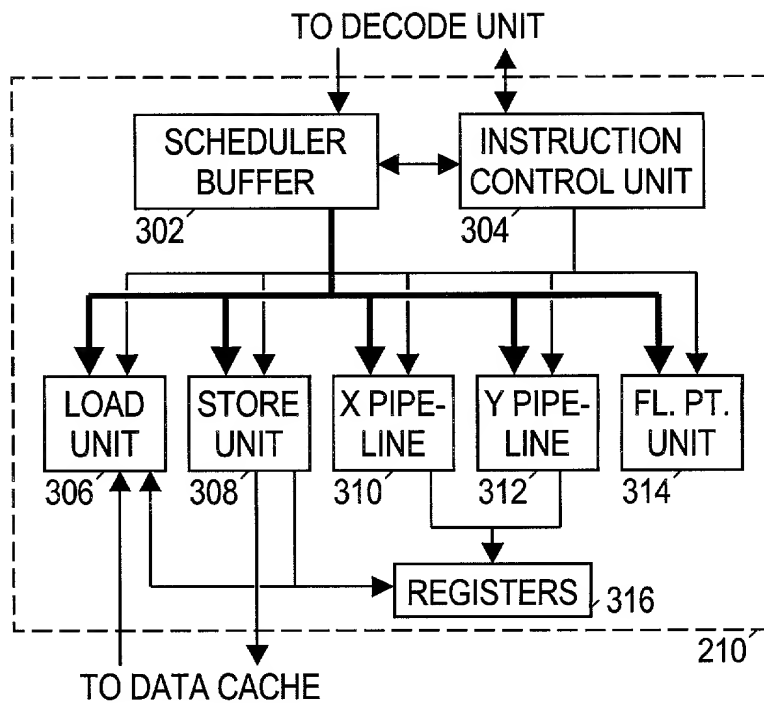 TO DECODE UNIT
SCHEDULER
BUFFER
302
INSTRUCTION
CONTROL UNIT
304
LOAD
UNIT
306
STORE
UNIT
308
X PIPE-
LINE
310
Y PIPE-
LINE
312
FL. PT.
UNIT
314
REGISTERS
316
210
TO DATA CACHE